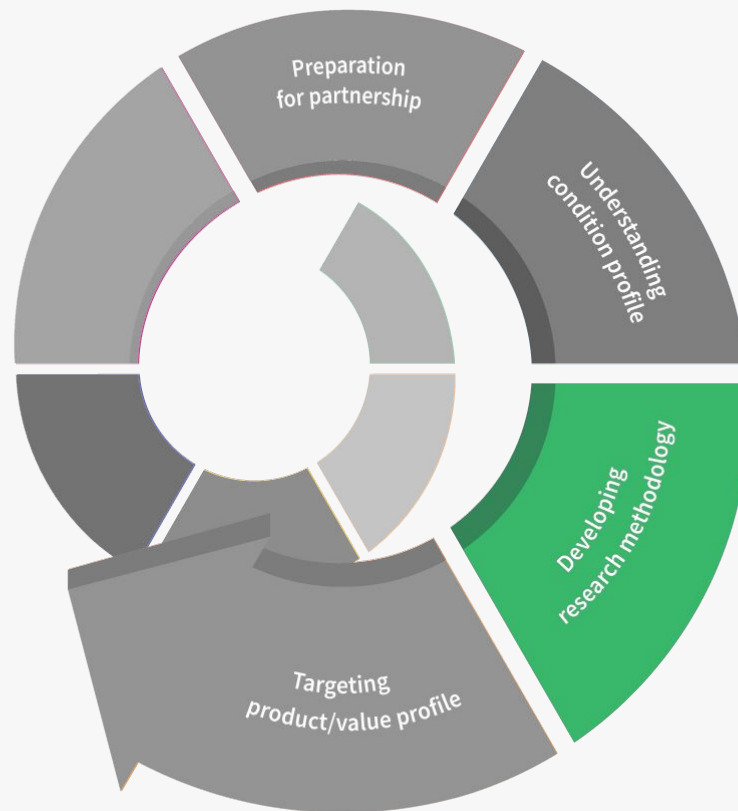 Preparation
for partnership
Understanding
condition profile
Developing
research methodology
Targeting
product/value profile